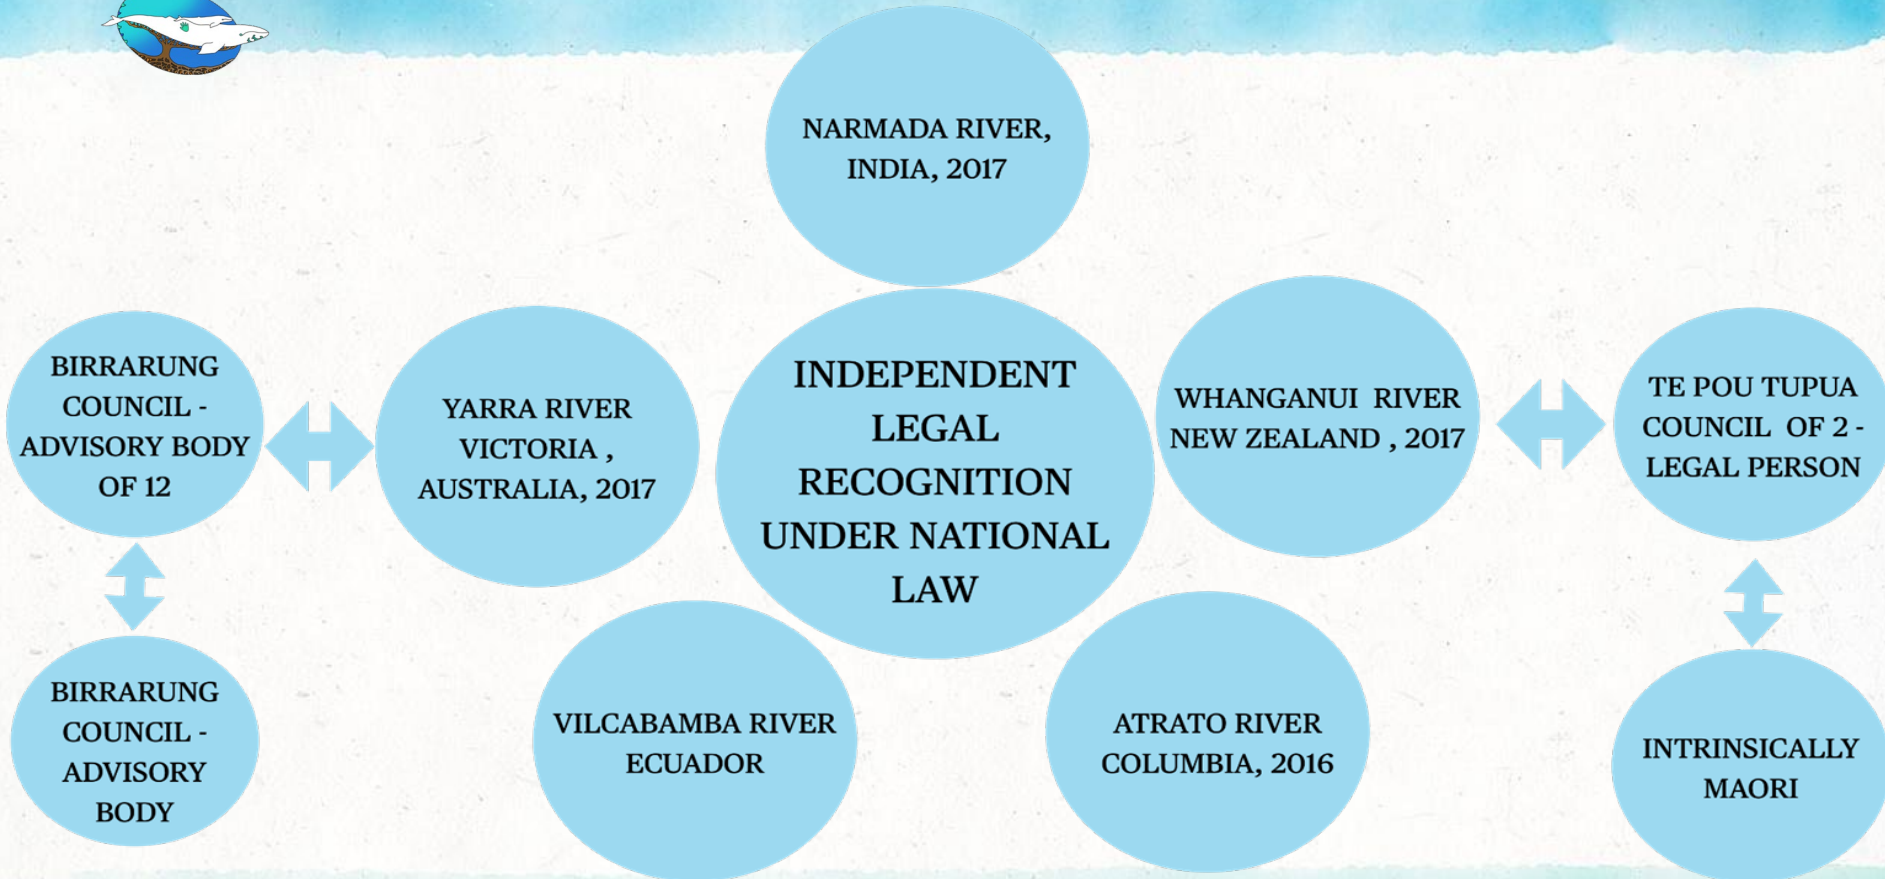 NARMADA RIVER,
INDIA, 2017
INDEPENDENT
LEGAL
RECOGNITION
UNDER NATIONAL
LAW
BIRRARUNG
COUNCIL -
ADVISORY BODY
OF 12
YARRA RIVER
VICTORIA ,
AUSTRALIA, 2017
WHANGANUI RIVER
NEW ZEALAND , 2017
TE POU TUPUA
COUNCIL OF 2 -
LEGAL PERSON
BIRRARUNG
COUNCIL -
ADVISORY
BODY
VILCABAMBA RIVER
ECUADOR
ATRATO RIVER
COLUMBIA, 2016
INTRINSICALLY
MAORI